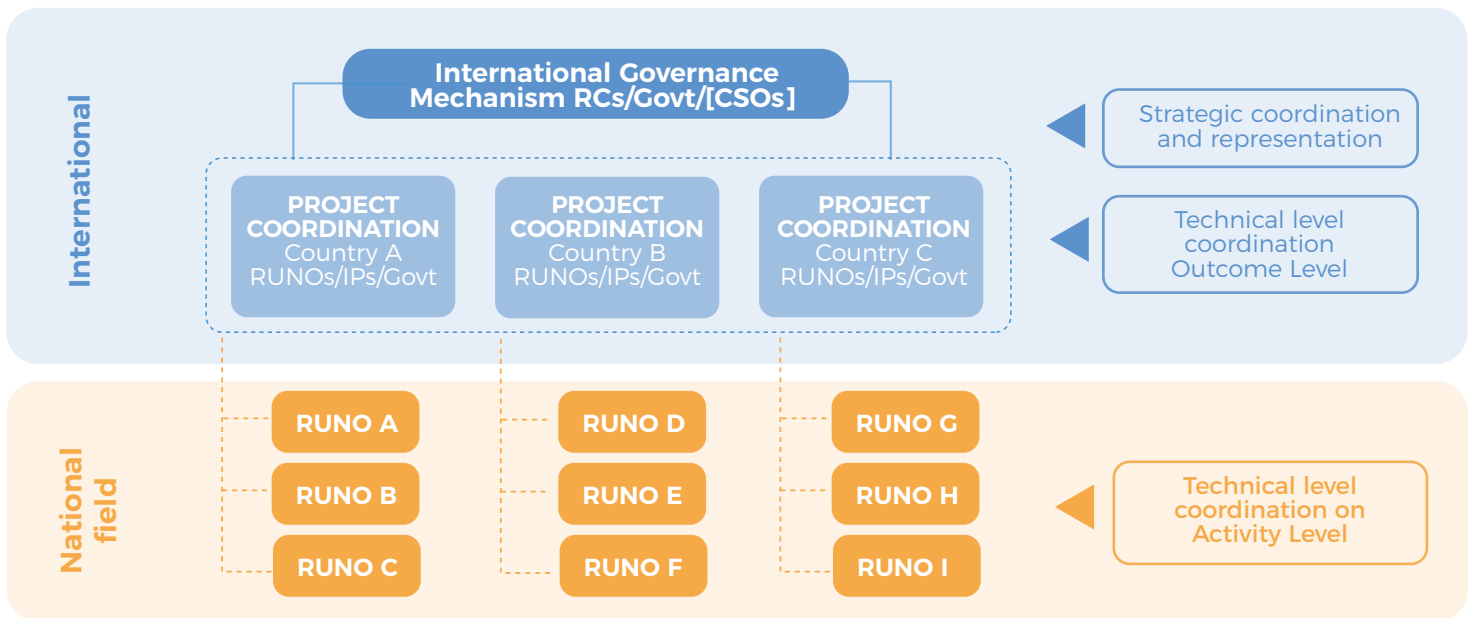 International
International Governance
Mechanism RCs/Govt/[CSOs]
Strategic coordination
and representation
PROJECT
COORDINATION
Country A
RUNOs/IPs/Govt
PROJECT
COORDINATION
Country B
RUNOs/IPs/Govt
PROJECT
COORDINATION
Country C
RUNOs/IPs/Govt
Technical level
coordination
Outcome Level
National
field
RUNO A
RUNO B
RUNO C
RUNO D
RUNO E
RUNO F
RUNO G
RUNO H
RUNO I
Technical level
coordination on
Activity Level